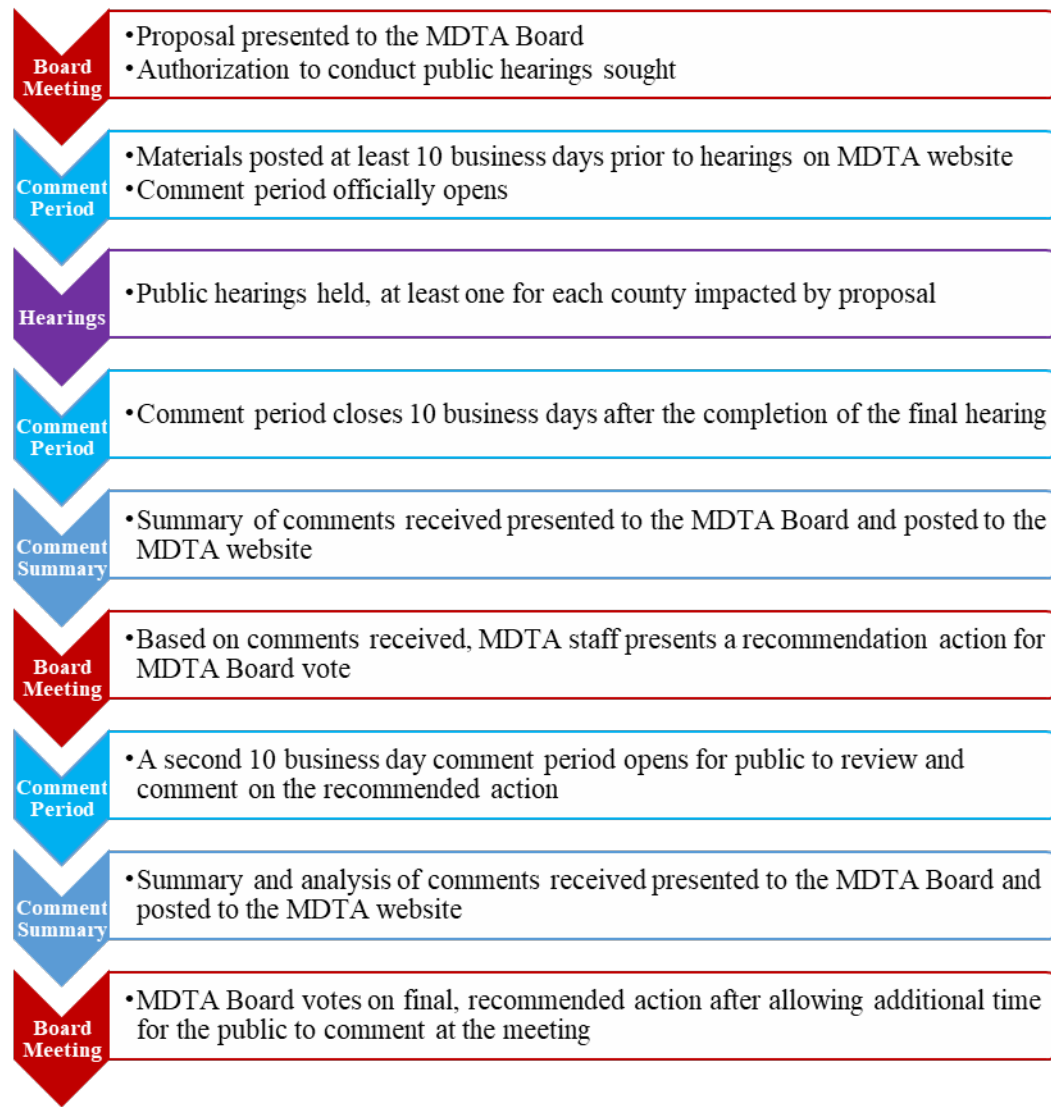 Board
Meeting
•Proposal presented to the MDTA Board
•Authorization to conduct public hearings sought
Comment
Period
•Materials posted at least 10 business days prior to hearings on MDTA website
•Comment period officially opens
Hearings
•Public hearings held, at least one for each county impacted by proposal
Comment
Period
•Comment period closes 10 business days after the completion of the final hearing
Comment
Summary
•Summary of comments received presented to the MDTA Board and posted to the
MDTA website
Board
Meeting
•Based on comments received, MDTA staff presents a recommendation action for
MDTA Board vote
Comment
Period
•A second 10 business day comment period opens for public to review and
comment on the recommended action
Comment
Summary
•Summary and analysis of comments received presented to the MDTA Board and
posted to the MDTA website
Board
Meeting
•MDTA Board votes on final, recommended action after allowing additional time
for the public to comment at the meeting